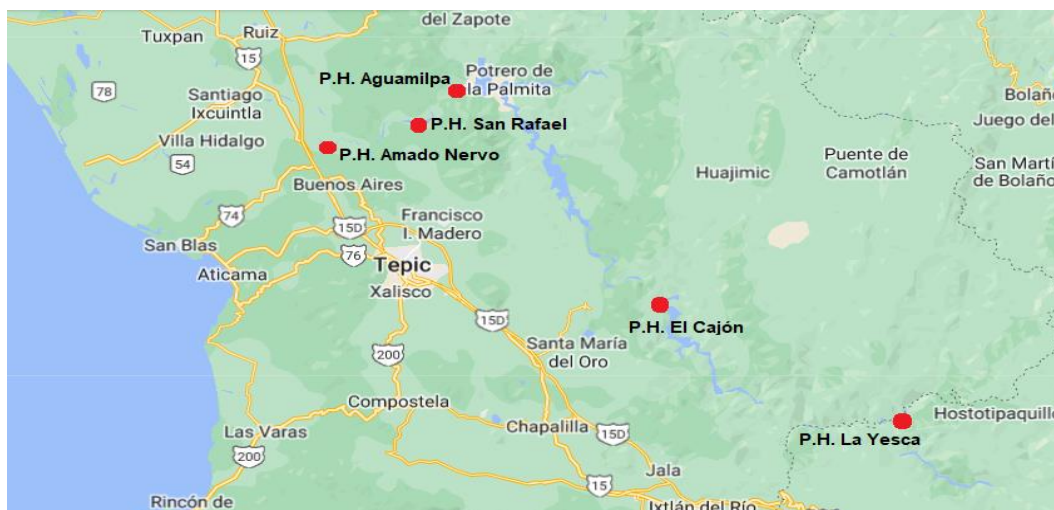 del Zapote
Tuxpan
Ruiz
15
P.H. Aguamilpa
Potrero de
la Palmita
78
Santiago
Ixcuintla
Bolaño
Juego del
P.H. San Rafael
Villa Hidalgo
54
P.H. Amado Nervo
Puente de
Camotlán
San Martí
de Bolaño
Huajimic
Buenos Aires
74
Francisco
I. Madero
15D
San Blas
76
Aticama
Tepic
Xalisco
15D
P.H. El Cajón
Santa María
del Oro
200
Compostela
Hostotipaquillo
Las Varas
Chapalilla
15D
P.H. La Yesca
200
Jala
15
Rincón de
Ixtlán del Río